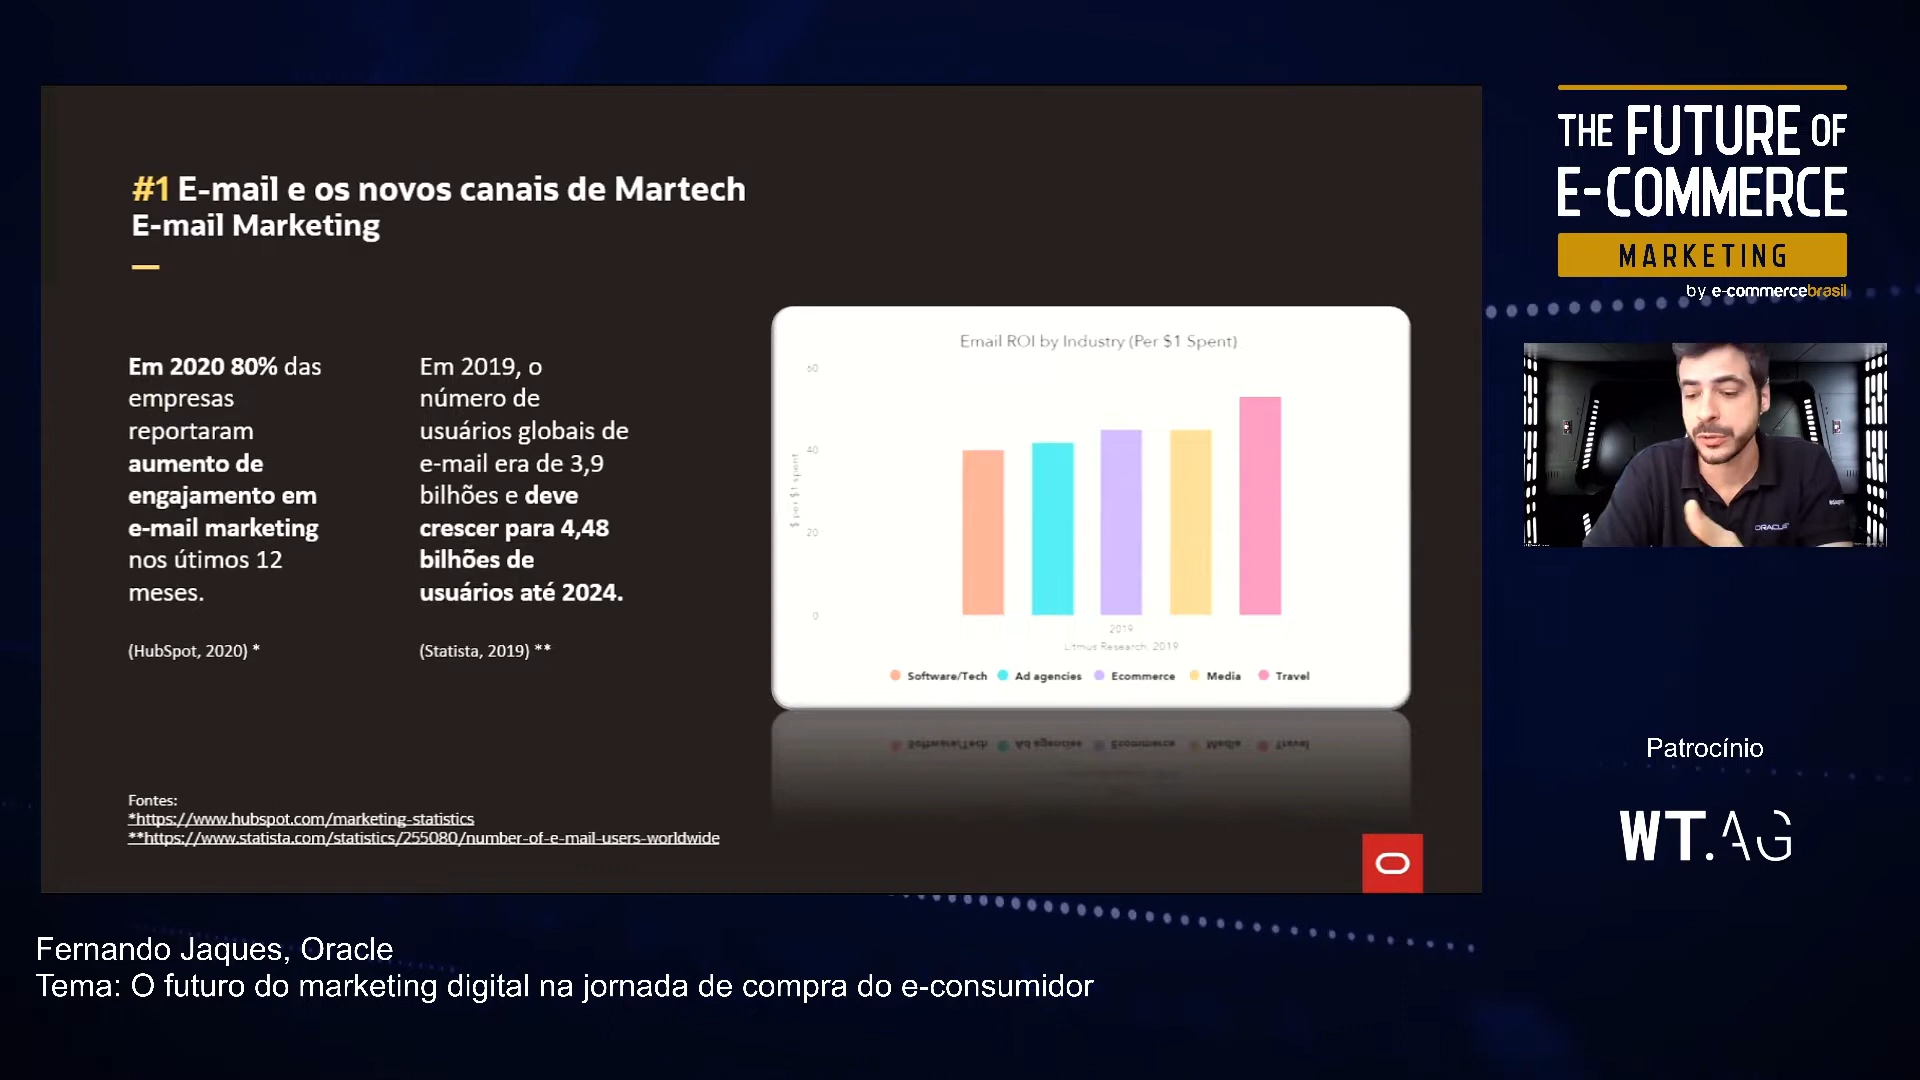 #1 E-mail e os novos canais de Martech
E-mail Marketing
Em 2020 80% das
empresas
reportaram
aumento de
engajamento em
e-mail marketing
nos útimos 12
meses.
(HubSpot, 2020) *
Em 2019, o
número de
usuários globais de
e-mail era de 3,9
bilhões e deve
crescer para 4,48
bilhões de
usuários até 2024.
(Statista, 2019) **
Email ROI by Industry (Per $1 Spent)
60
40
20
0
$ per $1 spent
2019
Litmus Research, 2019
Software/Tech
Ad agencies
Ecommerce
Media
Travel
Fontes:
*https://www.hubspot.com/marketing-statistics
**https://www.statista.com/statistics/255080/number-of-e-mail-users-worldwide
THE FUTURE OF
E-COMMERCE
MARKETING
by e-commercebrasil
ORACLE
Patrocínio
WT.AG
Fernando Jaques, Oracle
Tema: O futuro do marketing digital na jornada de compra do e-consumidor